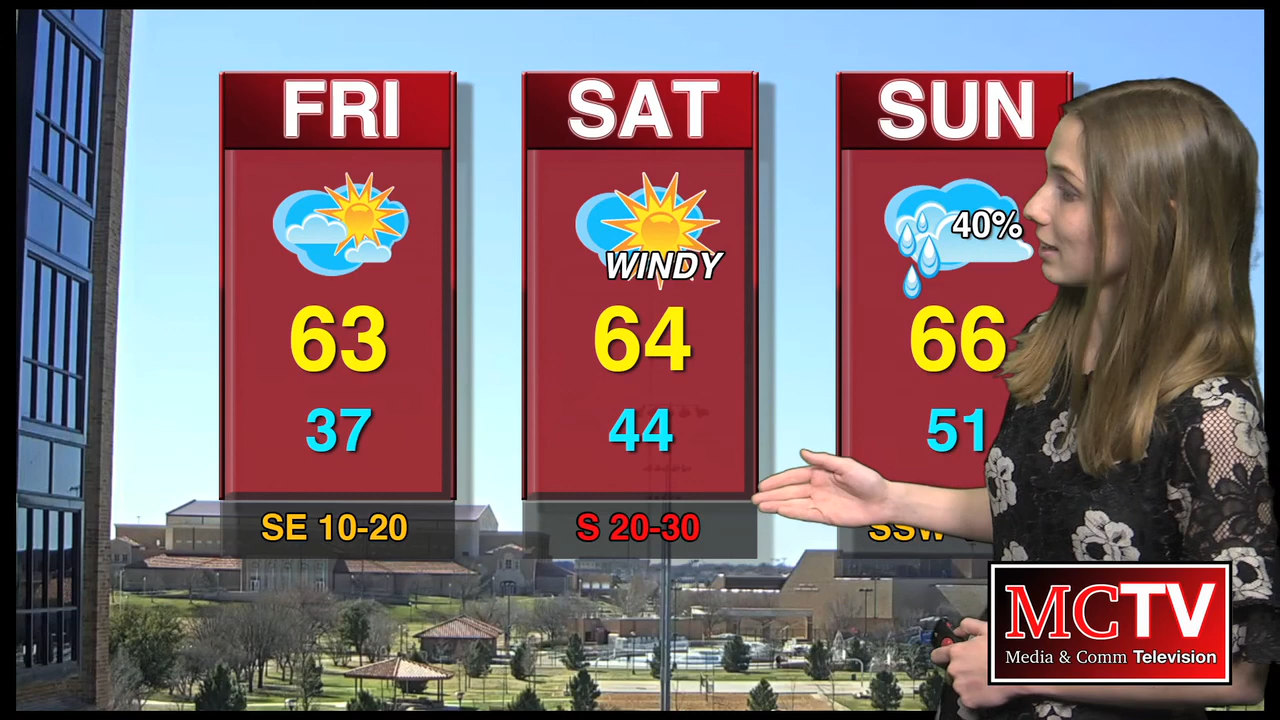 FRI
SAT
SUN
WINDY
40%
63
64
66
37
44
51
SE 10-20
S 20-30
SSW
MCTV
Media & Comm Television